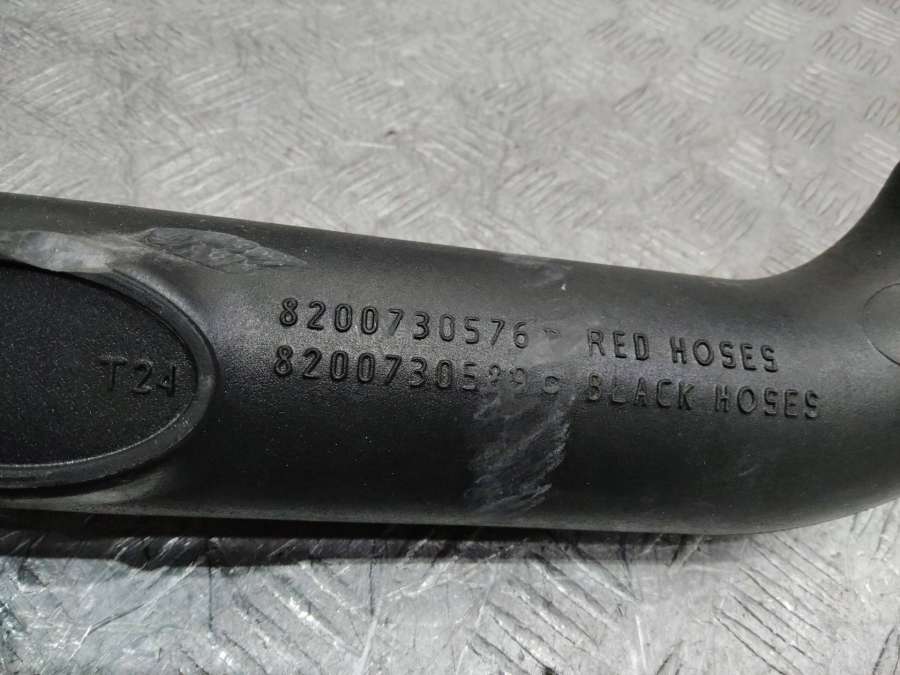 8200730576 - RED HOSES
BLACK HOSES
T24